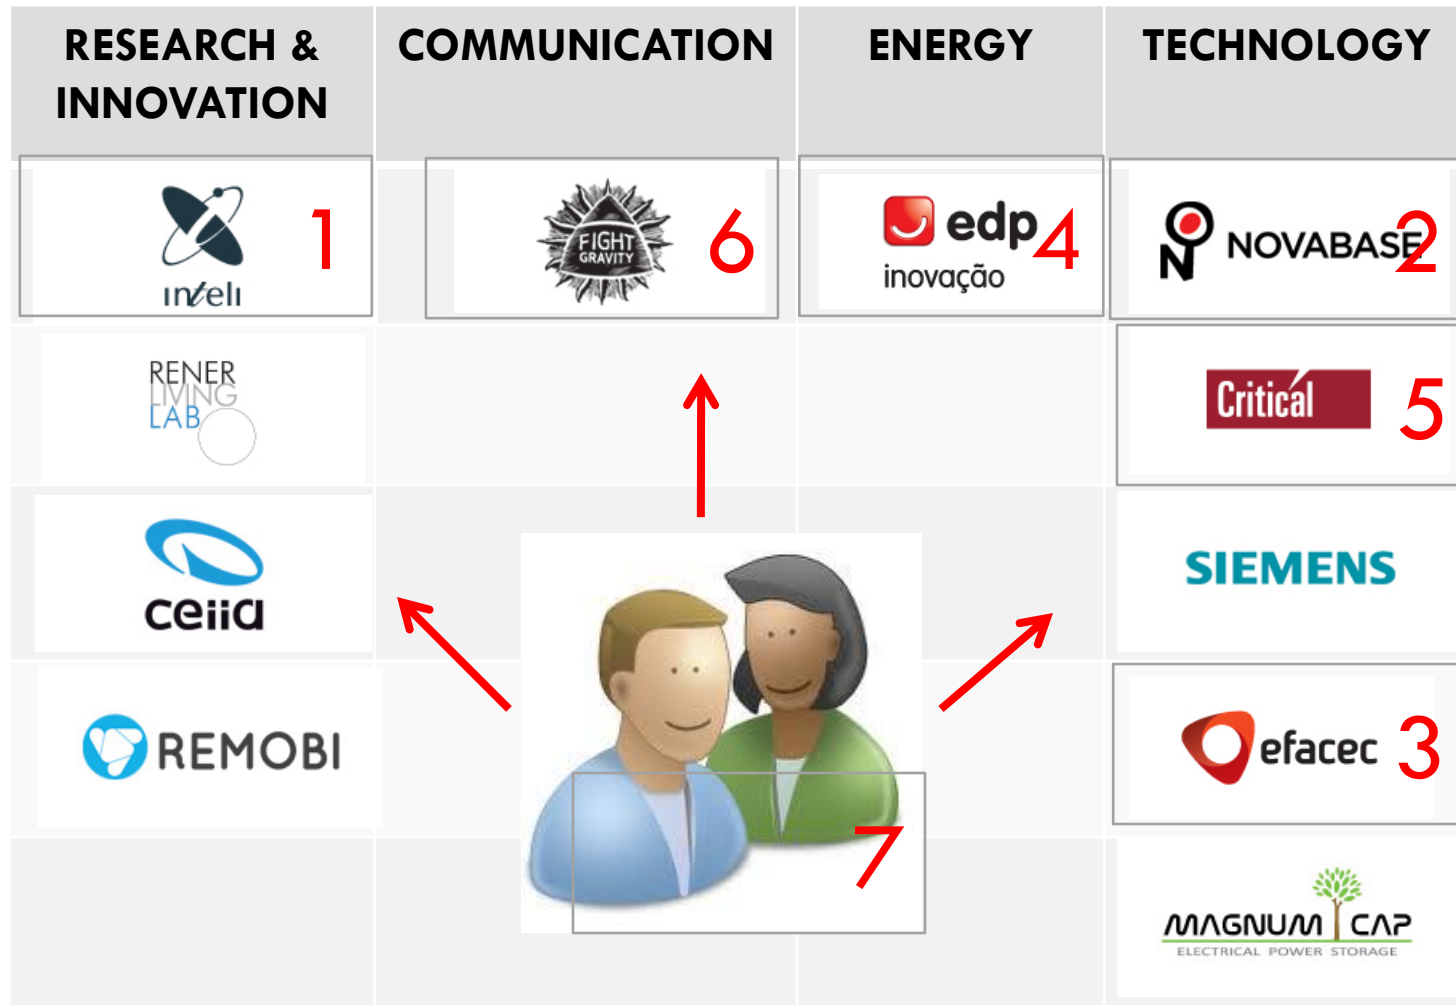 RESEARCH &
INNOVATION
COMMUNICATION
ENERGY
TECHNOLOGY
inteli
1
FIGHT
GRAVITY
6
edp
inovação
4
NOVABASE
2
RENER
LIVING
LAB
Critical
5
ceiia
SIEMENS
REMOBI
efacec
3
7
MAGNUM CAP
ELECTRICAL POWER STORAGE